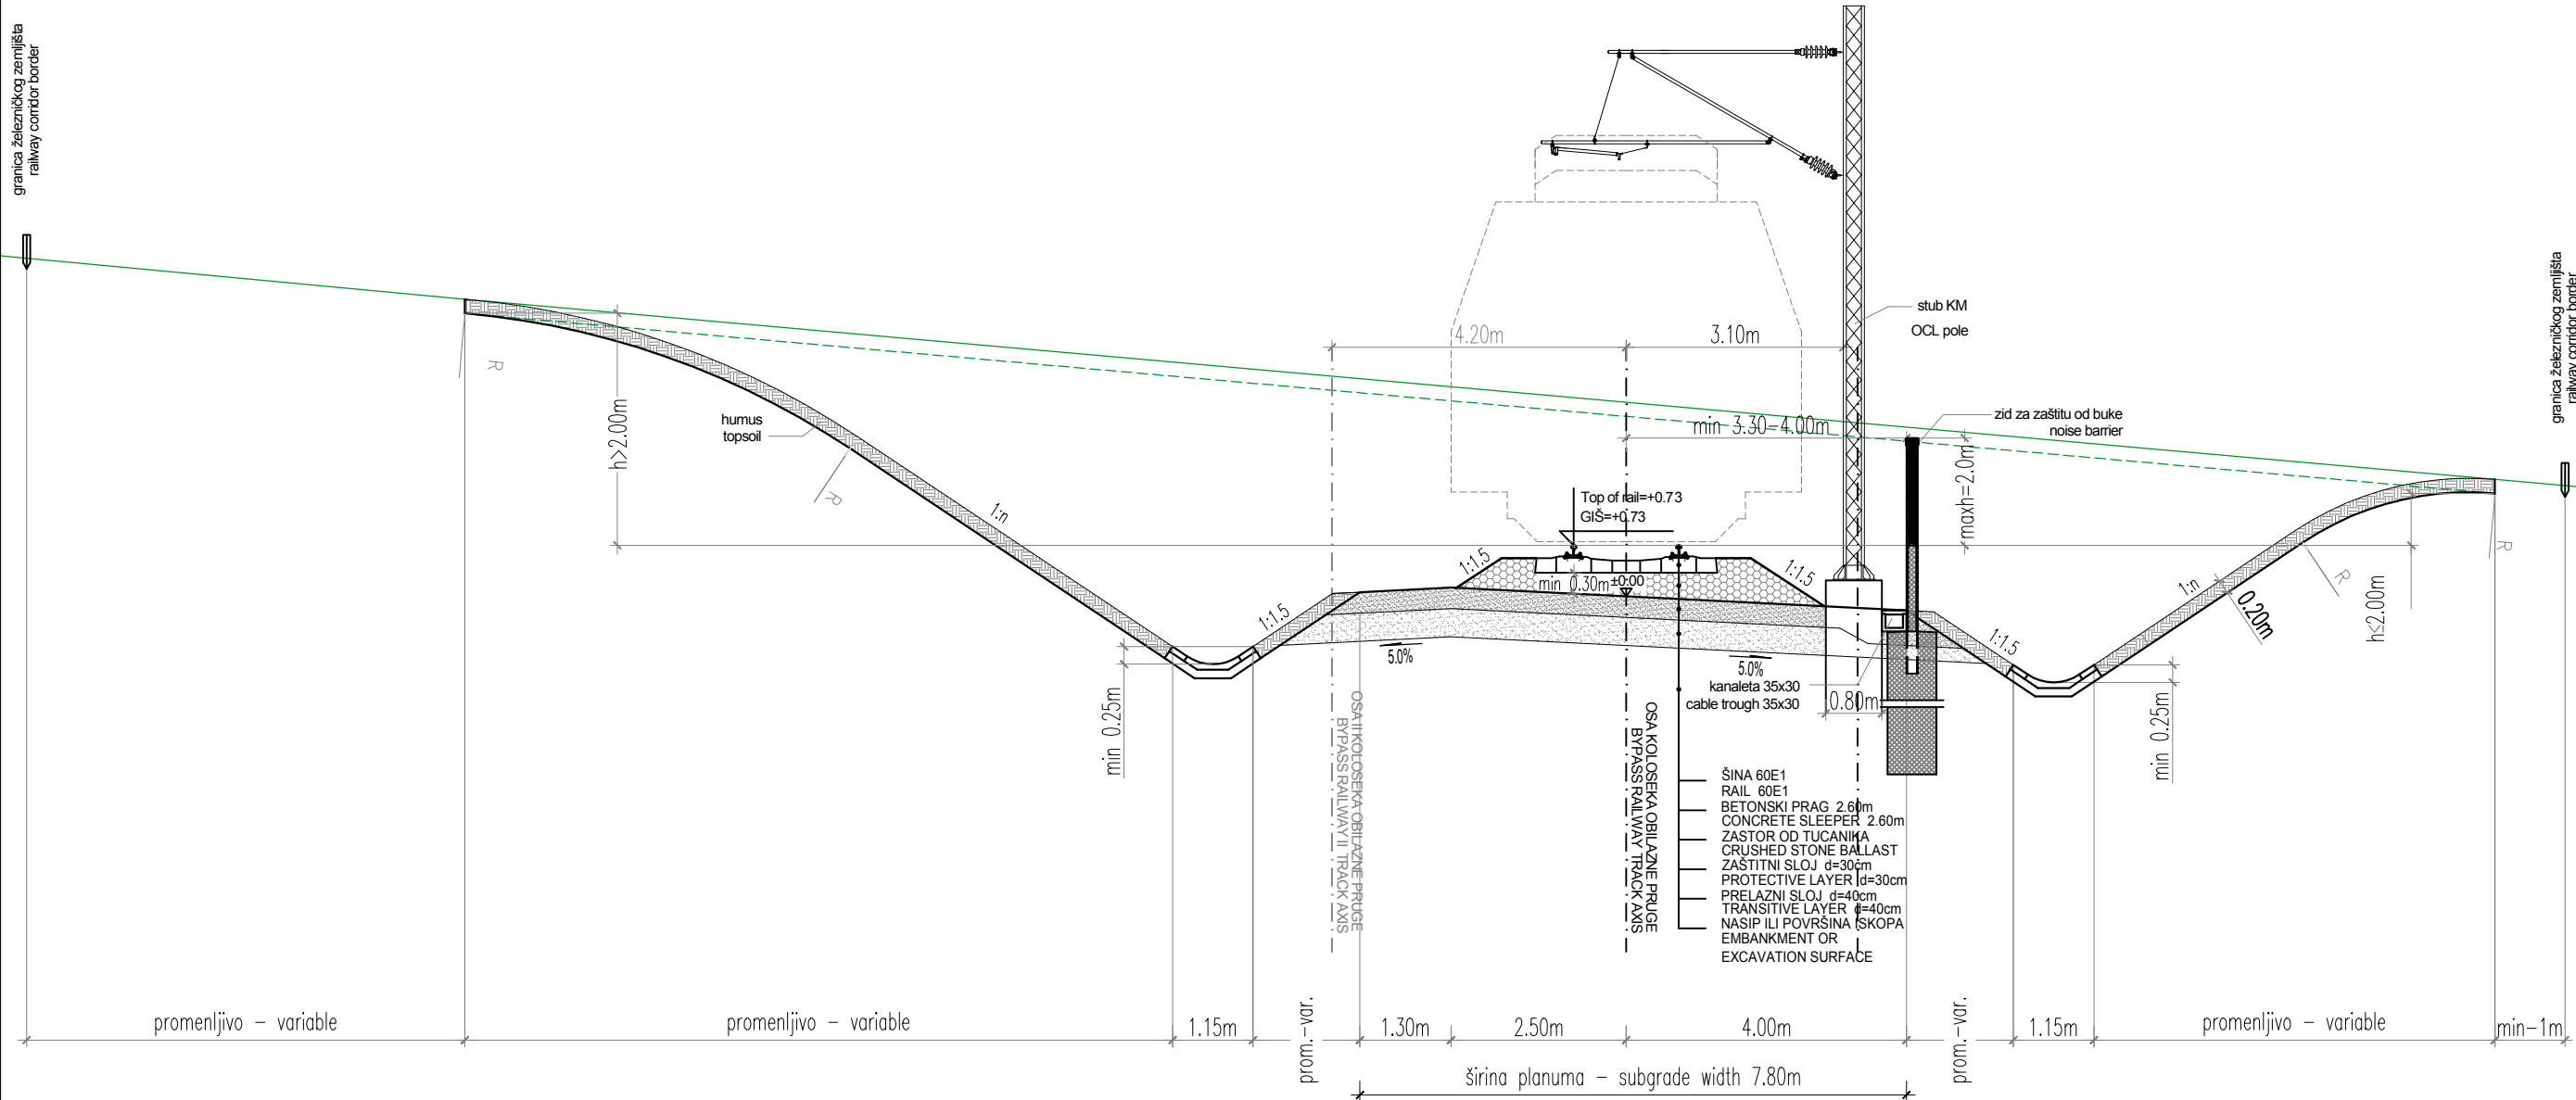 granica železničkog zemljišta
railway corridor border
stub KM
OCL pole
4.20m
3.10m
granica železničkog zemljišta
railway corridor border
R
humus
topsoil
h>2.00m
min 3.30-4.00m
zid za zaštitu od buke
noise barrier
maxh=2.0m
R
1:n
Top of rail=+0.73
GIŠ=+0.73
1:1.5
1:1.5
min 0.30m
±0.00
R
R
1:n
0.20m
h≤2.00m
1:1.5
1:1.5
5.0%
5.0%
kanaleta 35x30
cable trough 35x30
0.80m
min 0.25m
min 0.25m
OSA II KOLOSEKA OBILAZNE PRUGE
BYPASS RAILWAY II TRACK AXIS
OSA KOLOSEKA OBILAZNE PRUGE
BYPASS RAILWAY TRACK AXIS
ŠINA 60E1
RAIL 60E1
BETONSKI PRAG 2.60m
CONCRETE SLEEPER 2.60m
ZASTOR OD TUCANIKA
CRUSHED STONE BALLAST
ZAŠTITNI SLOJ d=30cm
PROTECTIVE LAYER d=30cm
PRELAZNI SLOJ d=40cm
TRANSITIVE LAYER d=40cm
NASIP ILI POVRŠINA ISKOPA
EMBANKMENT OR
EXCAVATION SURFACE
promenljivo - variable
promenljivo - variable
1.15m
prom.-var.
1.30m
2.50m
4.00m
prom.-var.
1.15m
promenljivo - variable
min-1m
širina planuma - subgrade width 7.80m